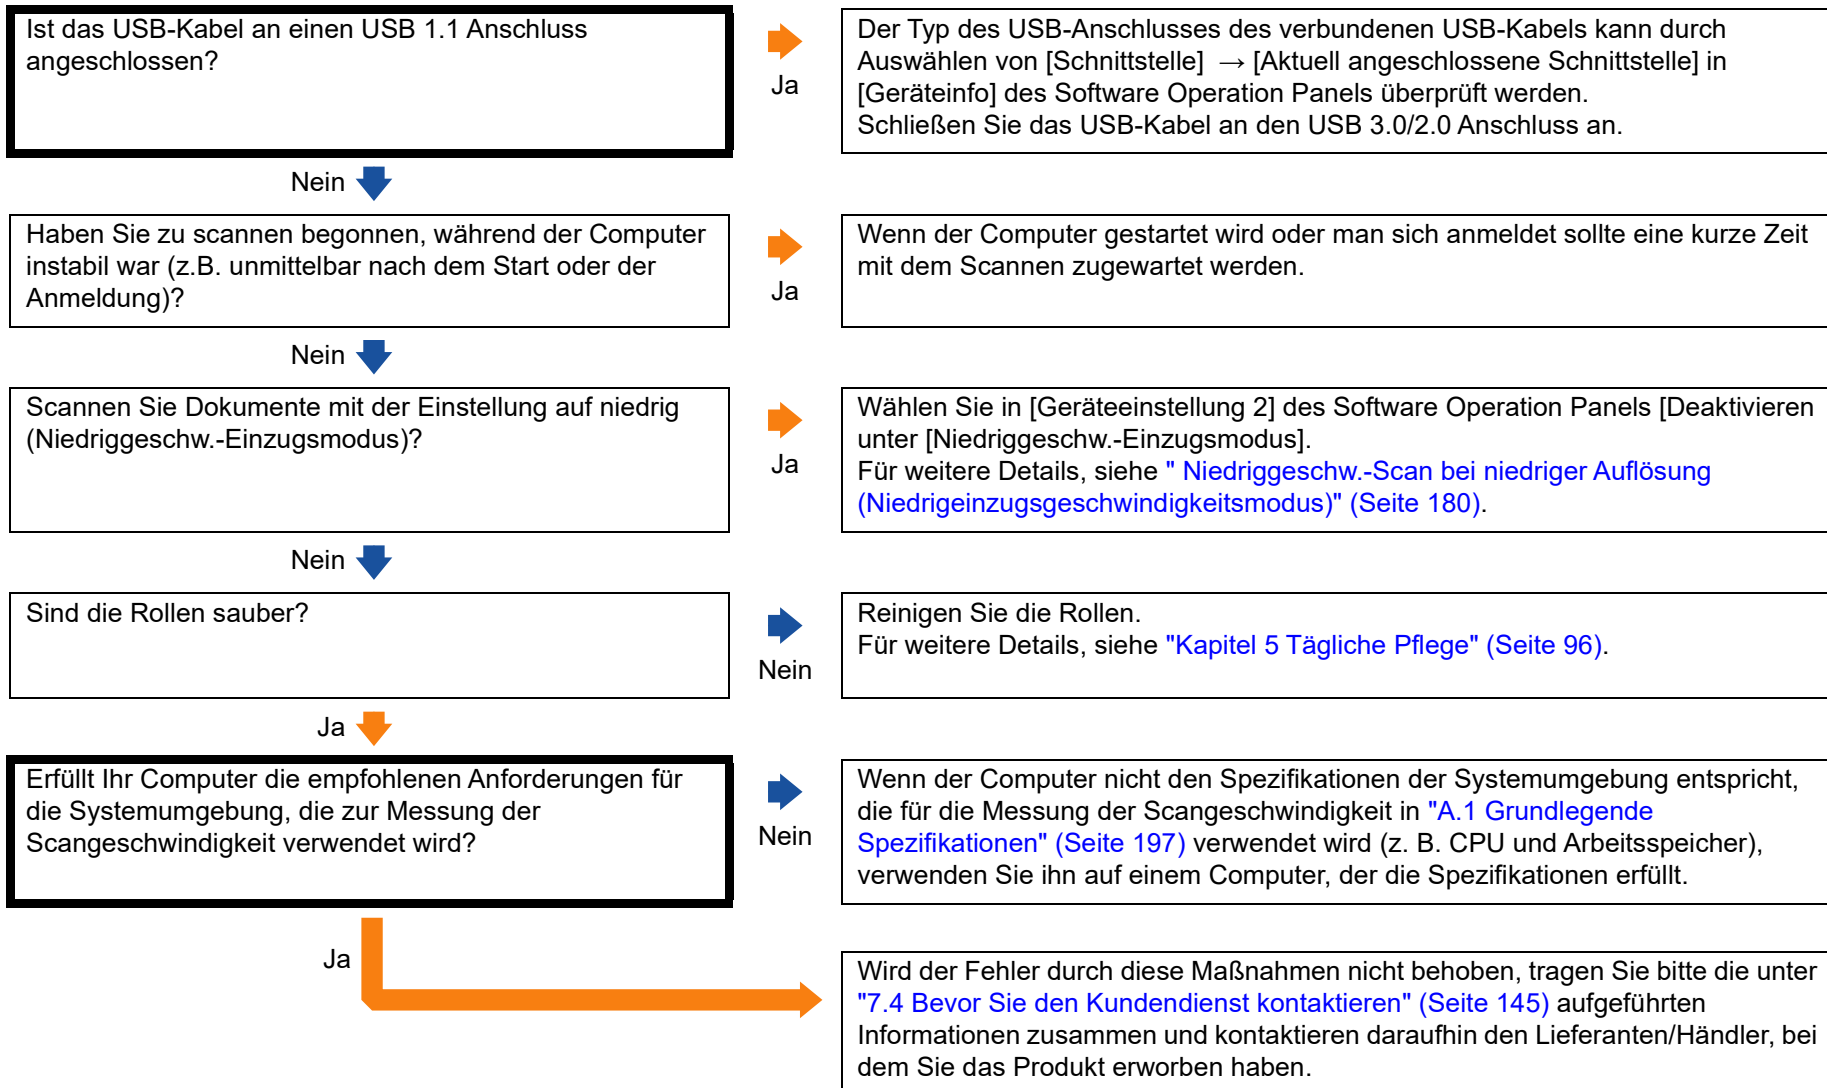 Ist das USB-Kabel an einen USB 1.1 Anschluss
angeschlossen?
Ja
Der Typ des USB-Anschlusses des verbundenen USB-Kabels kann durch
Auswählen von [Schnittstelle] → [Aktuell angeschlossene Schnittstelle] in
[Geräteinfo] des Software Operation Panels überprüft werden.
Schließen Sie das USB-Kabel an den USB 3.0/2.0 Anschluss an.
Nein
Haben Sie zu scannen begonnen, während der Computer
instabil war (z.B. unmittelbar nach dem Start oder der
Anmeldung)?
Ja
Wenn der Computer gestartet wird oder man sich anmeldet sollte eine kurze Zeit
mit dem Scannen zugewartet werden.
Nein
Scannen Sie Dokumente mit der Einstellung auf niedrig
(Niedriggeschw.-Einzugsmodus)?
Ja
Wählen Sie in [Geräteeinstellung 2] des Software Operation Panels [Deaktivieren
unter [Niedriggeschw.-Einzugsmodus].
Für weitere Details, siehe " Niedriggeschw.-Scan bei niedriger Auflösung
(Niedrigeinzugsgeschwindigkeitsmodus)" (Seite 180).
Nein
Sind die Rollen sauber?
Nein
Reinigen Sie die Rollen.
Für weitere Details, siehe "Kapitel 5 Tägliche Pflege" (Seite 96).
Ja
Erfüllt Ihr Computer die empfohlenen Anforderungen für
die Systemumgebung, die zur Messung der
Scangeschwindigkeit verwendet wird?
Nein
Wenn der Computer nicht den Spezifikationen der Systemumgebung entspricht,
die für die Messung der Scangeschwindigkeit in "A.1 Grundlegende
Spezifikationen" (Seite 197) verwendet wird (z. B. CPU und Arbeitsspeicher),
verwenden Sie ihn auf einem Computer, der die Spezifikationen erfüllt.
Ja
Wird der Fehler durch diese Maßnahmen nicht behoben, tragen Sie bitte die unter
"7.4 Bevor Sie den Kundendienst kontaktieren" (Seite 145) aufgeführten
Informationen zusammen und kontaktieren daraufhin den Lieferanten/Händler, bei
dem Sie das Produkt erworben haben.